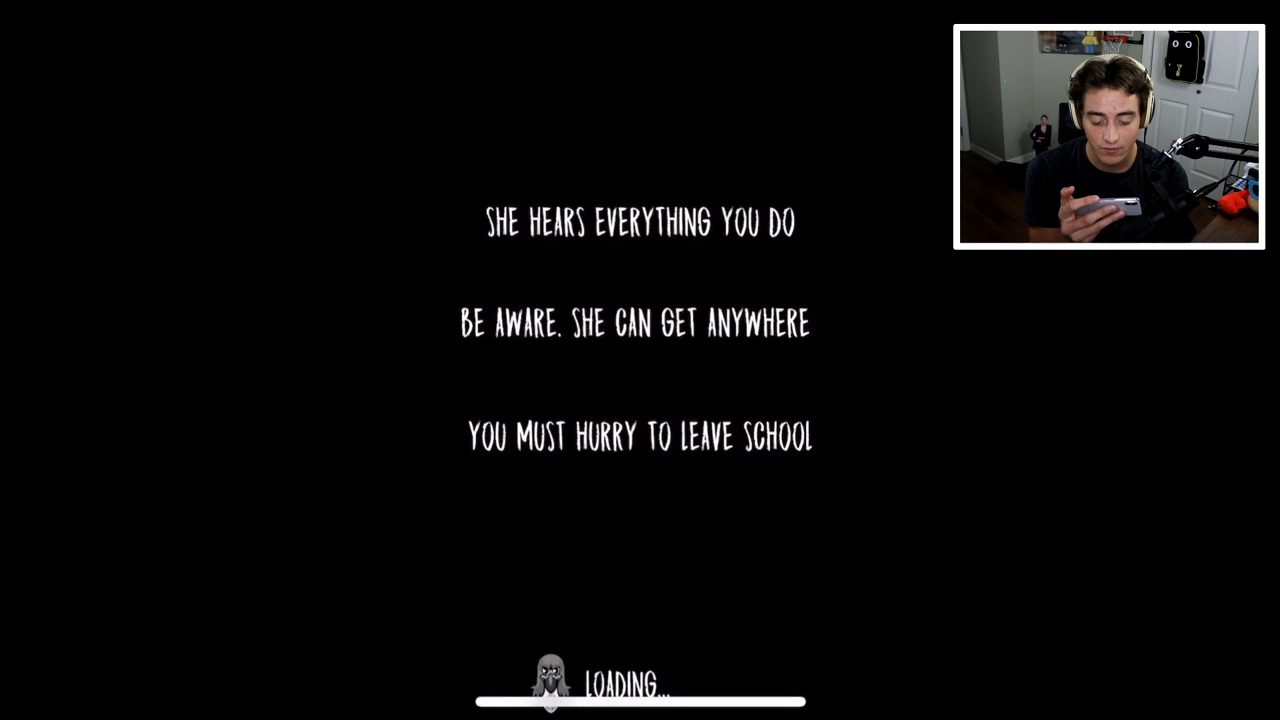 SHE HEARS EVERYTHING YOU DO
BE AWARE. SHE CAN GET ANYWHERE
YOU MUST HURRY TO LEAVE SCHOOL
LOADING...